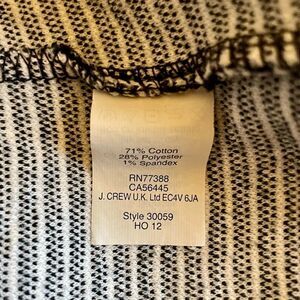 71% Cotton
28% Polyester
1% Spandex
RN77388
CA56445
J. CREW U.K. Ltd EC4V 6JA
Style 30059
HO 12